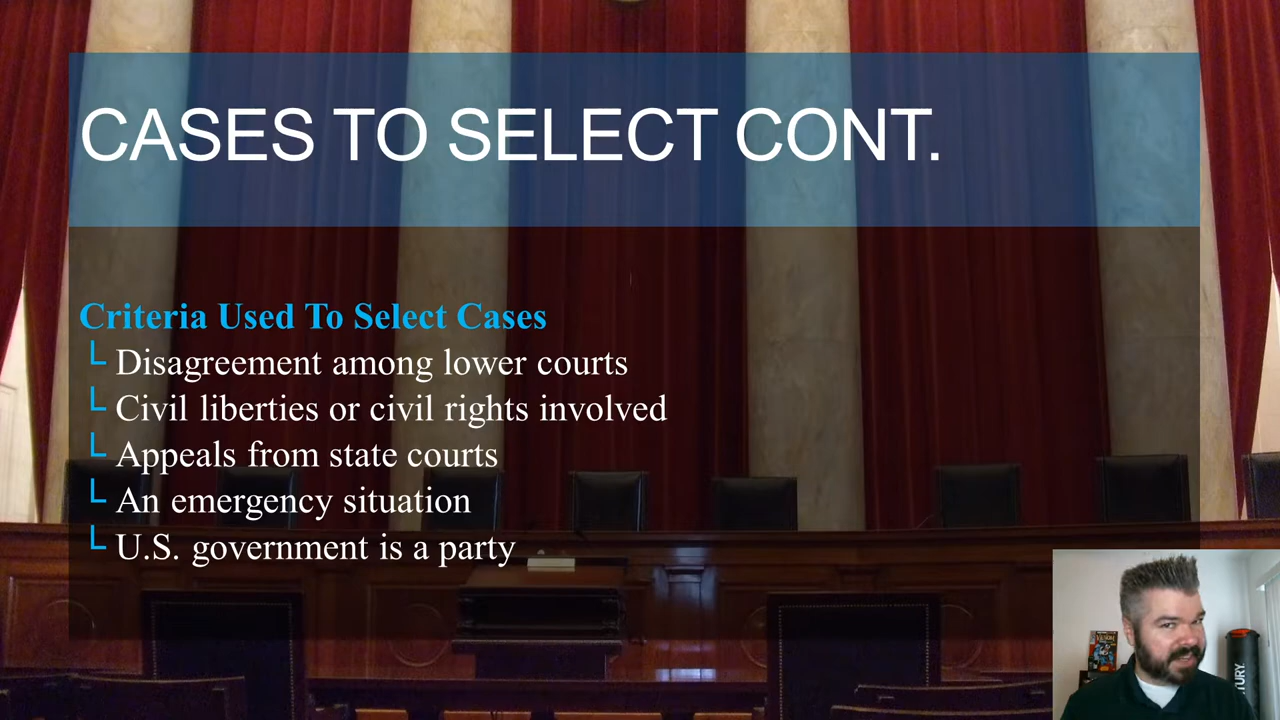 CASES TO SELECT CONT.
Criteria Used To Select Cases
Disagreement among lower courts
Civil liberties or civil rights involved
Appeals from state courts
An emergency situation
U.S. government is a party